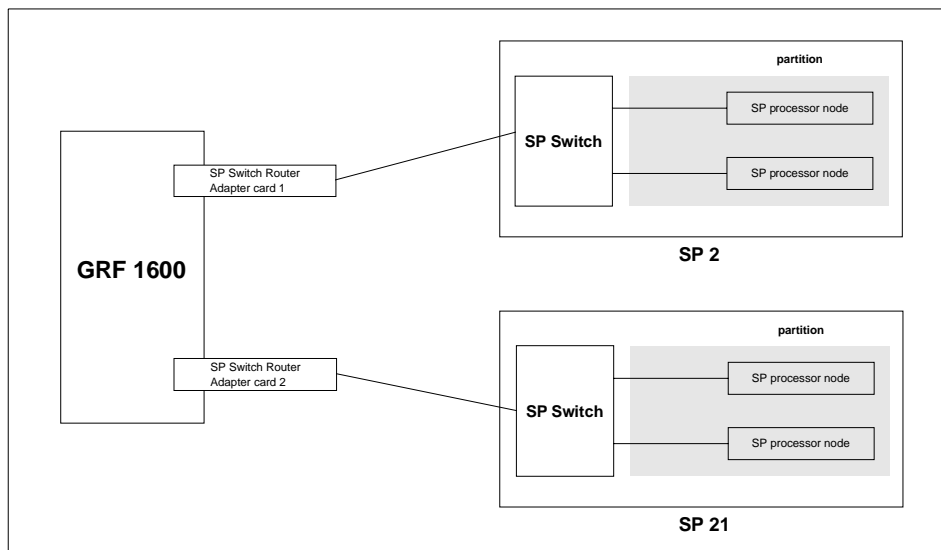 partition
SP processor node
SP Switch
SP processor node
SP Switch Router
Adapter card 1
SP 2
GRF 1600
partition
SP Switch Router
Adapter card 2
SP processor node
SP Switch
SP processor node
SP 21